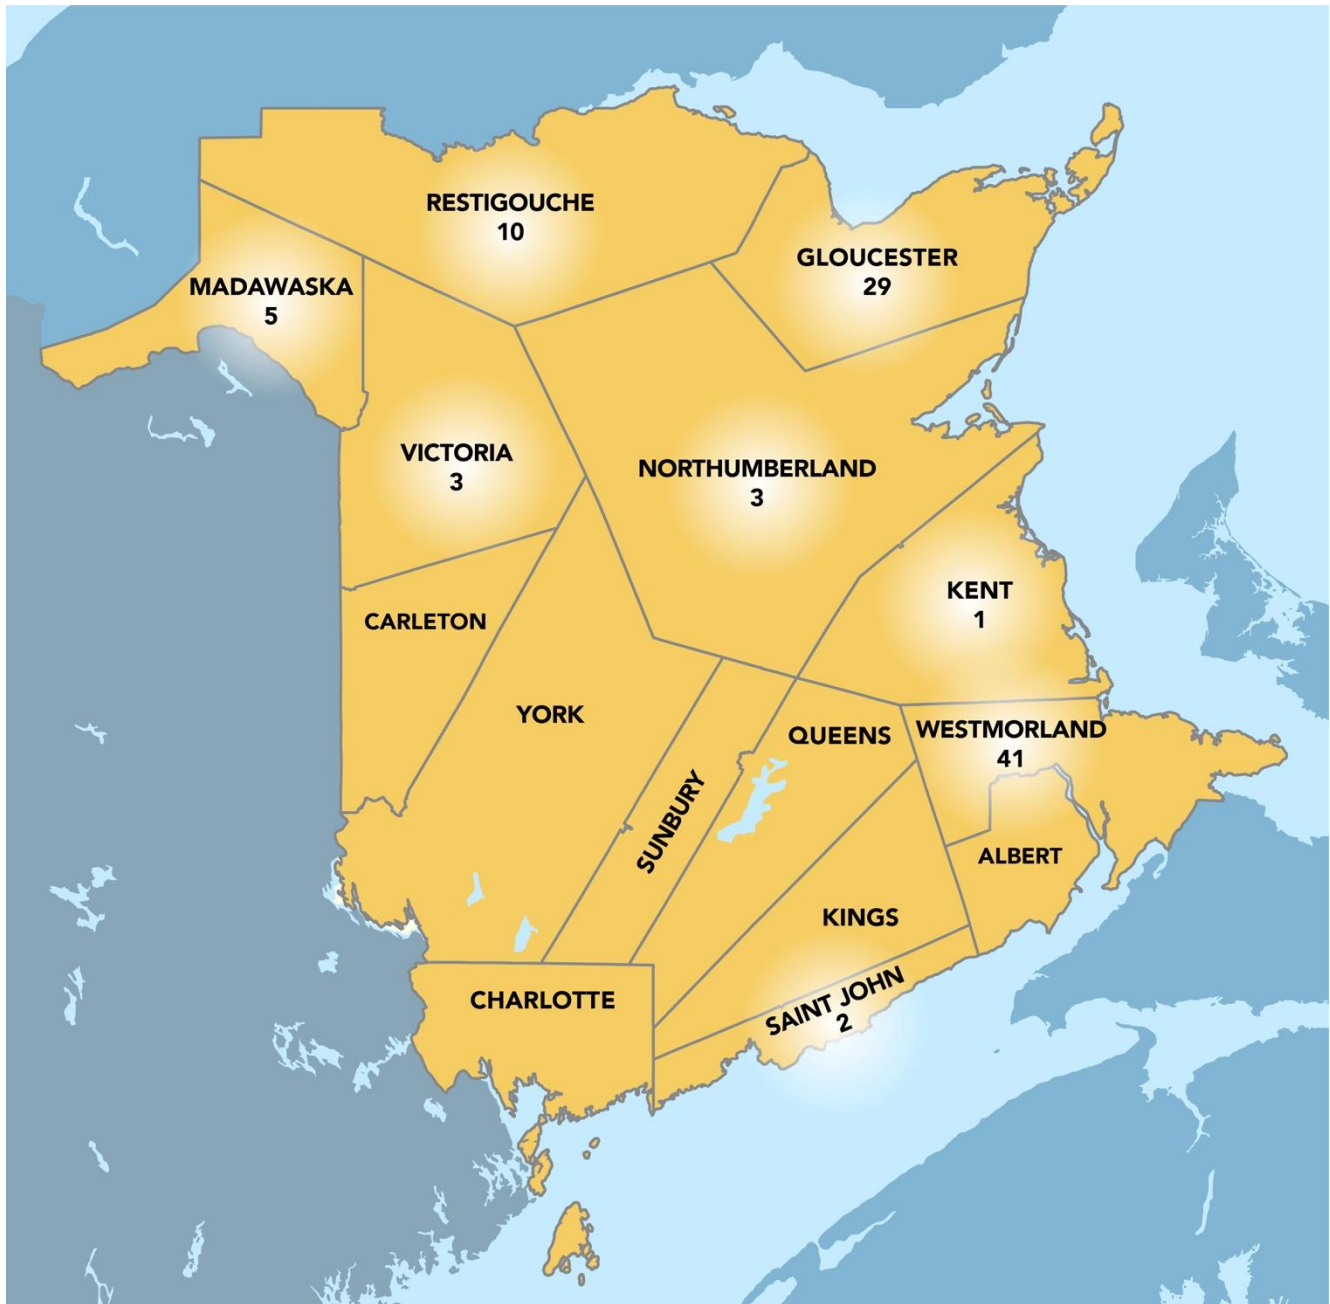 RESTIGOUCHE
10
GLOUCESTER
29
MADAWASKA
5
VICTORIA
3
NORTHUMBERLAND
3
KENT
1
CARLETON
YORK
QUEENS
WESTMORLAND
41
SUNBURY
ALBERT
KINGS
SAINT JOHN
2
CHARLOTTE